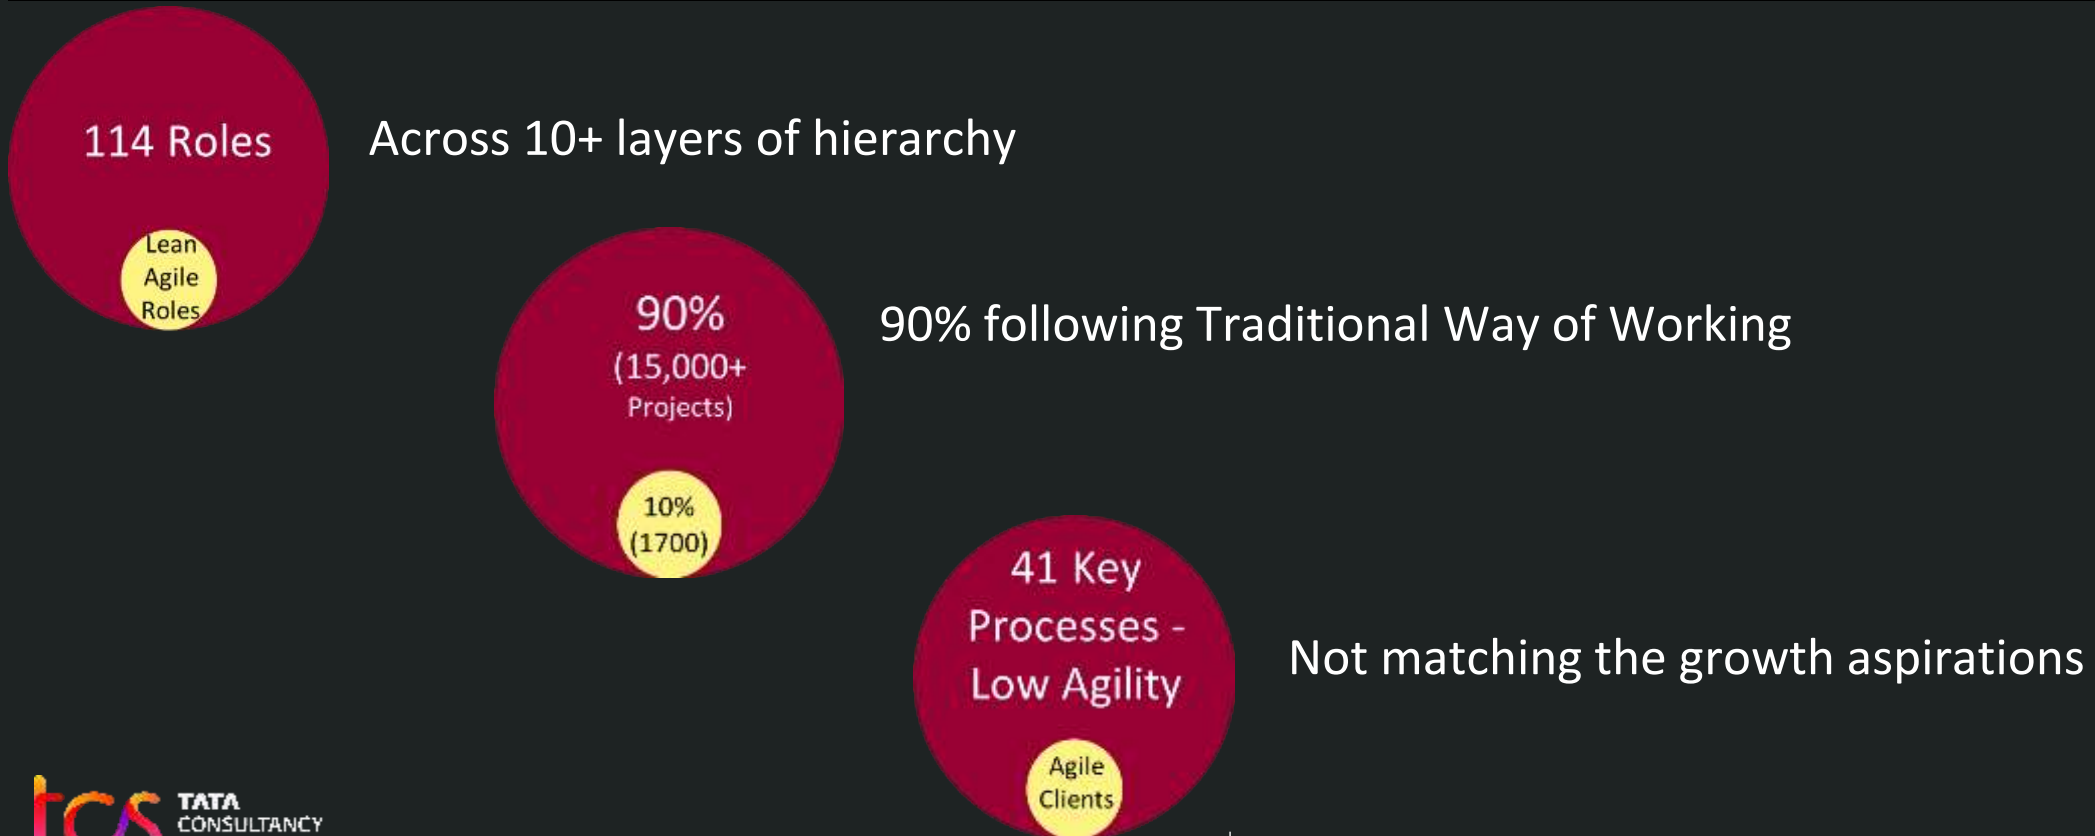 114 Roles
Across 10+ layers of hierarchy
Lean
Agile
Roles
90%
(15,000+
Projects)
90% following Traditional Way of Working
10%
(1700)
41 Key
Processes -
Low Agility
Not matching the growth aspirations
Agile
Clients
tcs
TATA
CONSULTANCY